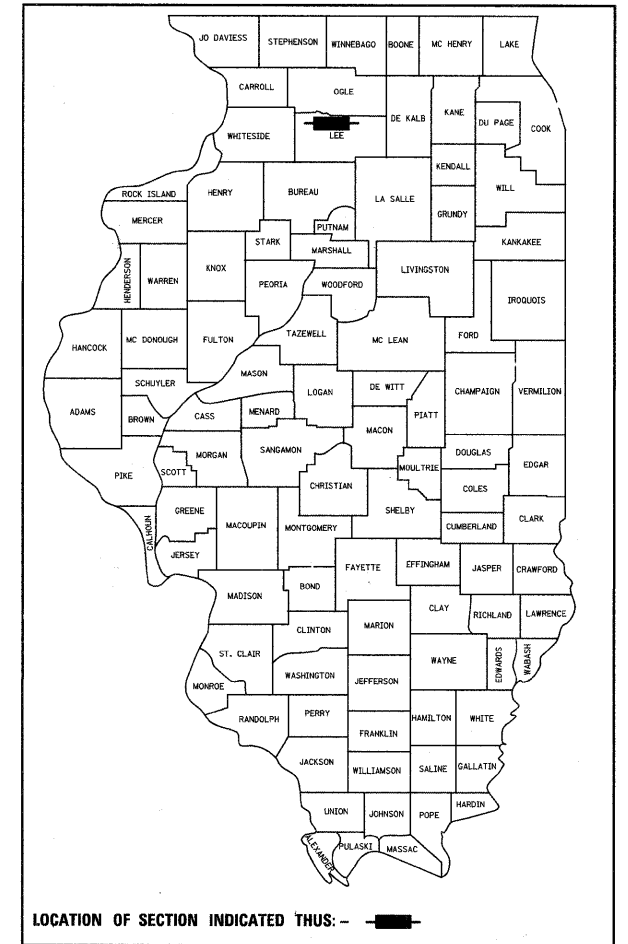 JO DAVIESS
STEPHENSON
WINNEBAGO
BOONE
MC HENRY
LAKE
CARROLL
OGLE
DE KALB
KANE
DU PAGE
COOK
WHITESIDE
LEE
KENDALL
WILL
ROCK ISLAND
HENRY
BUREAU
LA SALLE
GRUNDY
MERCER
PUTNAM
STARK
MARSHALL
KANKAKEE
HENDERSON
WARREN
KNOX
PEORIA
WOODFORD
LIVINGSTON
IROQUOIS
HANCOCK
MC DONOUGH
FULTON
TAZEWELL
MC LEAN
FORD
SCHUYLER
MASON
LOGAN
DE WITT
CHAMPAIGN
VERMILION
ADAMS
BROWN
CASS
MENARD
PIATT
MACON
MORGAN
SANGAMON
DOUGLAS
EDGAR
PIKE
SCOTT
CHRISTIAN
MOULTRIE
COLES
GREENE
MACOUPIN
MONTGOMERY
SHELBY
CUMBERLAND
CLARK
CALHOUN
JERSEY
FAYETTE
EFFINGHAM
JASPER
CRAWFORD
MADISON
BOND
CLAY
RICHLAND
LAWRENCE
CLINTON
MARION
ST. CLAIR
WAYNE
EDWARDS
WABASH
WASHINGTON
JEFFERSON
MONROE
RANDOLPH
PERRY
HAMILTON
WHITE
FRANKLIN
JACKSON
WILLIAMSON
SALINE
GALLATIN
UNION
JOHNSON
POPE
HARDIN
ALEXANDER
PULASKI
MASSAC
LOCATION OF SECTION INDICATED THUS: -